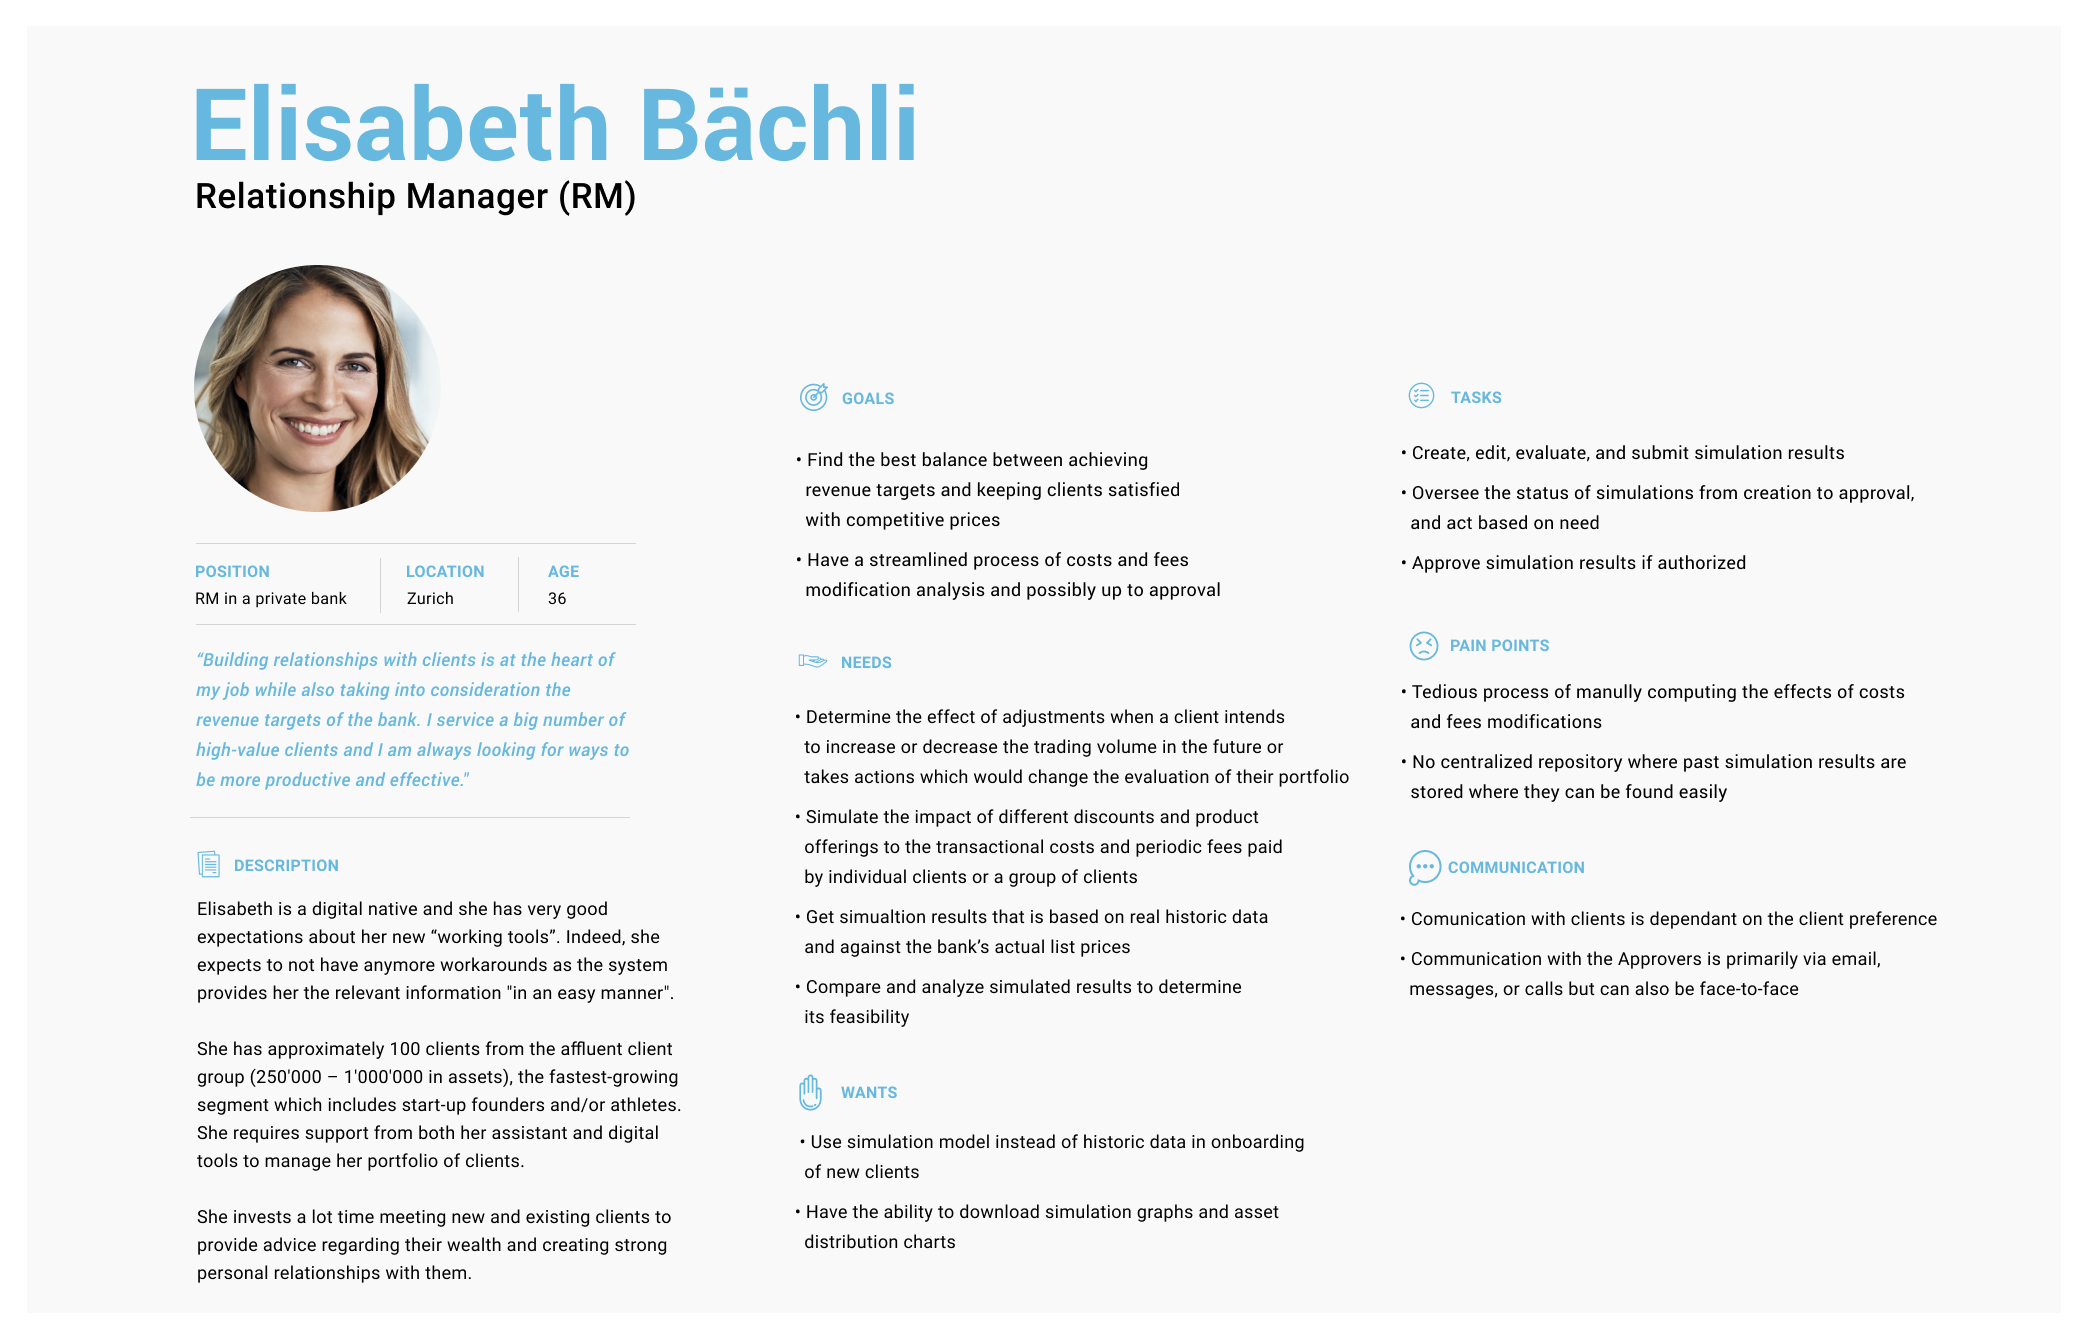 Elisabeth Bächli
Relationship Manager (RM)
POSITION
RM in a private bank
LOCATION
Zurich
AGE
36
“Building relationships with clients is at the heart of
my job while also taking into consideration the
revenue targets of the bank. I service a big number of
high-value clients and I am always looking for ways to
be more productive and effective."
DESCRIPTION
Elisabeth is a digital native and she has very good
expectations about her new “working tools”. Indeed, she
expects to not have anymore workarounds as the system
provides her the relevant information "in an easy manner".
She has approximately 100 clients from the affluent client
group (250'000 – 1'000'000 in assets), the fastest-growing
segment which includes start-up founders and/or athletes.
She requires support from both her assistant and digital
tools to manage her portfolio of clients.
She invests a lot time meeting new and existing clients to
provide advice regarding their wealth and creating strong
personal relationships with them.
GOALS
• Find the best balance between achieving
revenue targets and keeping clients satisfied
with competitive prices
• Have a streamlined process of costs and fees
modification analysis and possibly up to approval
NEEDS
• Determine the effect of adjustments when a client intends
to increase or decrease the trading volume in the future or
takes actions which would change the evaluation of their portfolio
• Simulate the impact of different discounts and product
offerings to the transactional costs and periodic fees paid
by individual clients or a group of clients
• Get simualtion results that is based on real historic data
and against the bank’s actual list prices
• Compare and analyze simulated results to determine
its feasibility
WANTS
• Use simulation model instead of historic data in onboarding
of new clients
• Have the ability to download simulation graphs and asset
distribution charts
TASKS
• Create, edit, evaluate, and submit simulation results
• Oversee the status of simulations from creation to approval,
and act based on need
• Approve simulation results if authorized
PAIN POINTS
• Tedious process of manully computing the effects of costs
and fees modifications
• No centralized repository where past simulation results are
stored where they can be found easily
COMMUNICATION
• Comunication with clients is dependant on the client preference
• Communication with the Approvers is primarily via email,
messages, or calls but can also be face-to-face